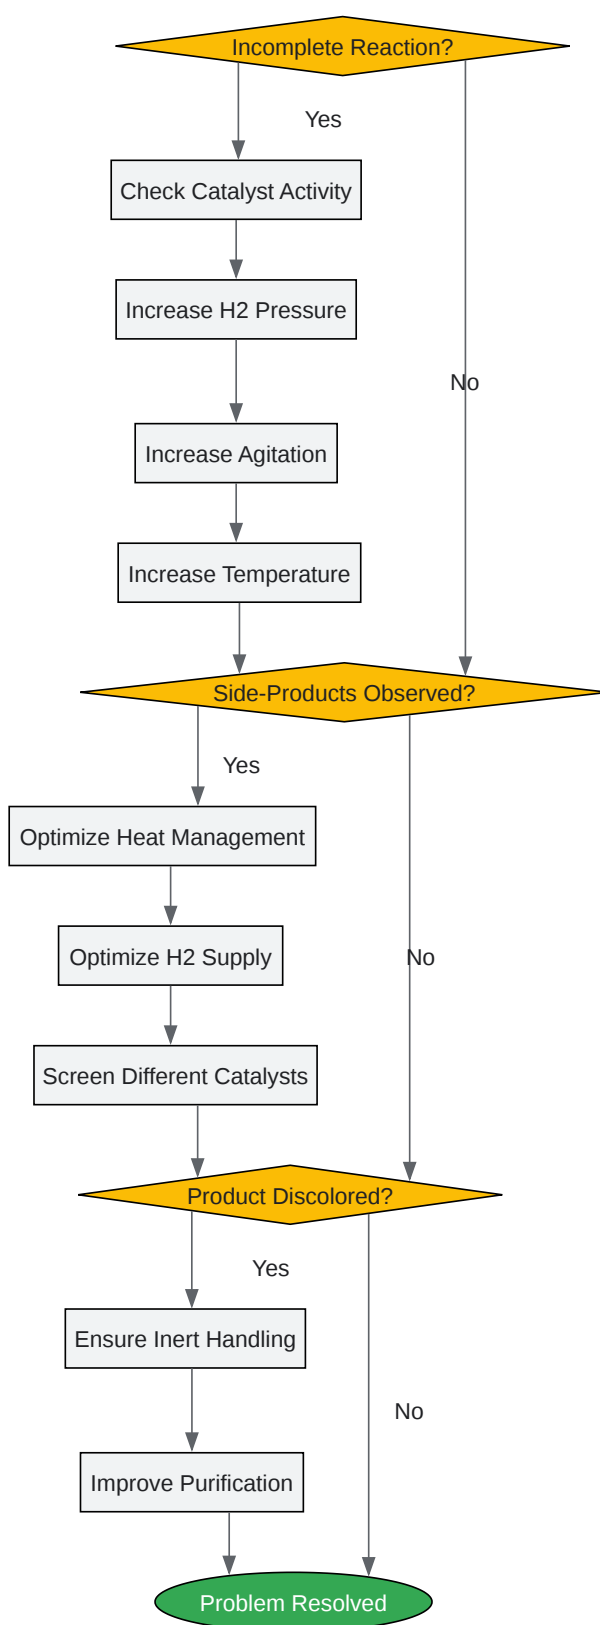 Incomplete Reaction?
Yes
Check Catalyst Activity
Increase H2 Pressure
No
Increase Agitation
Increase Temperature
Side-Products Observed?
Yes
Optimize Heat Management
Optimize H2 Supply
No
Screen Different Catalysts
Product Discolored?
Yes
Ensure Inert Handling
No
Improve Purification
Problem Resolved